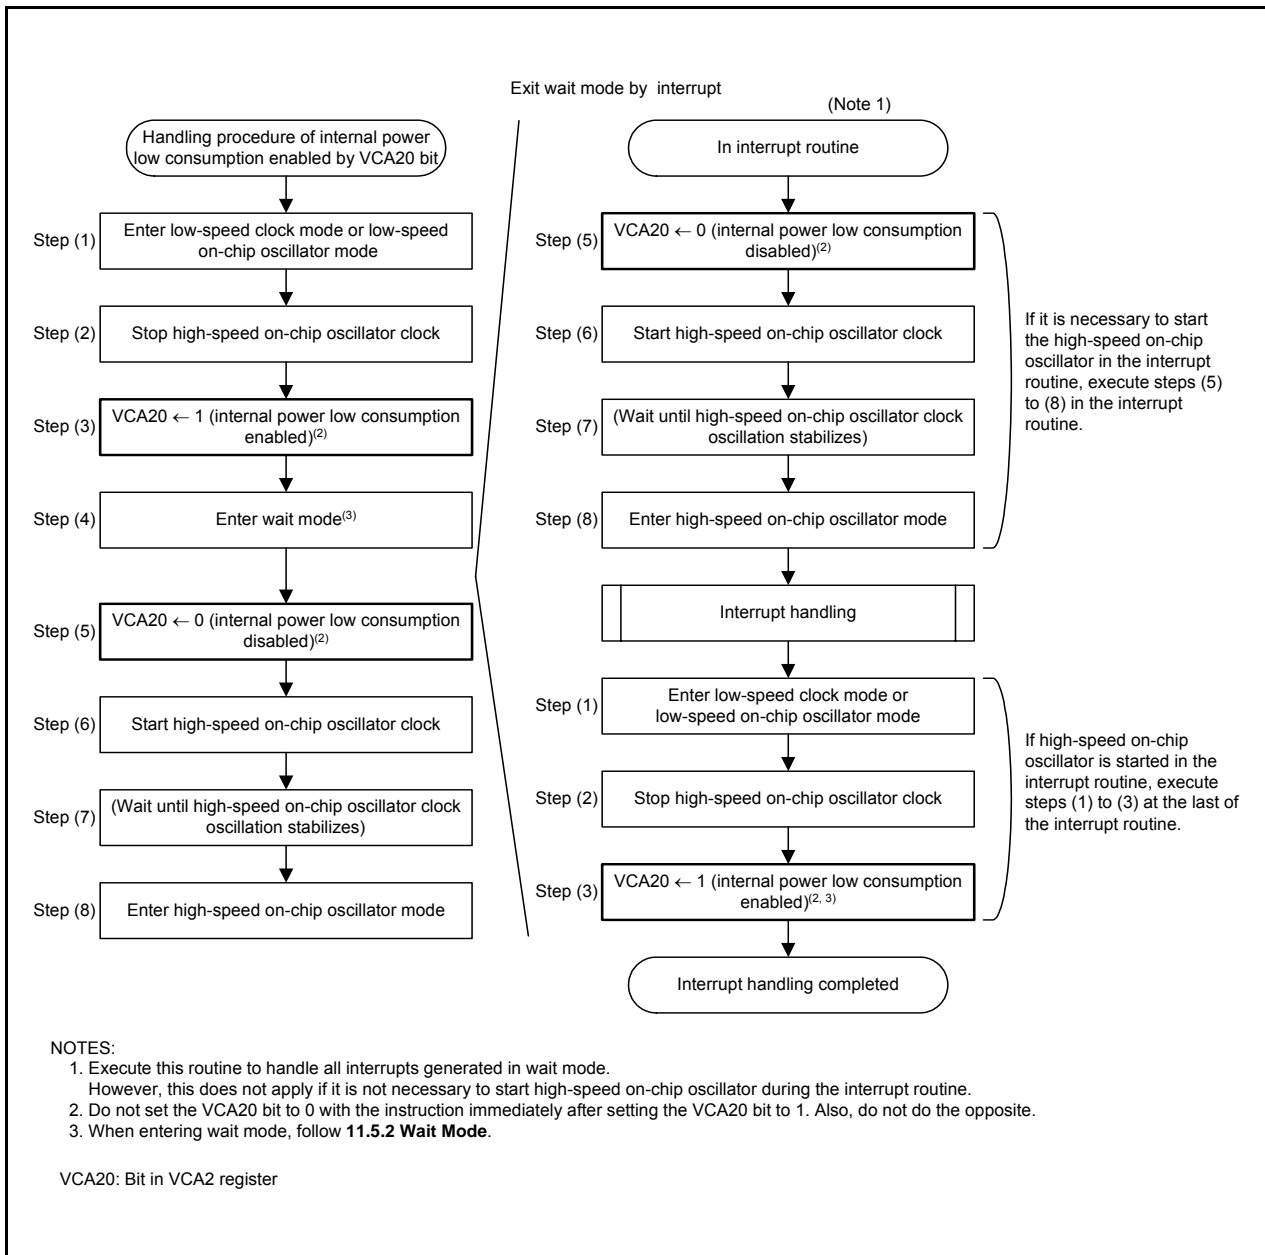 Exit wait mode by interrupt
(Note 1)
Handling procedure of internal power
low consumption enabled by VCA20 bit
Step (1)
Enter low-speed clock mode or low-speed
on-chip oscillator mode
Step (2)
Stop high-speed on-chip oscillator clock
Step (3)
VCA20 ← 1 (internal power low consumption
enabled)(2)
Step (4)
Enter wait mode(3)
Step (5)
VCA20 ← 0 (internal power low consumption
disabled)(2)
Step (6)
Start high-speed on-chip oscillator clock
Step (7)
(Wait until high-speed on-chip oscillator clock
oscillation stabilizes)
Step (8)
Enter high-speed on-chip oscillator mode
In interrupt routine
Step (5)
VCA20 ← 0 (internal power low consumption
disabled)(2)
Step (6)
Start high-speed on-chip oscillator clock
Step (7)
(Wait until high-speed on-chip oscillator clock
oscillation stabilizes)
Step (8)
Enter high-speed on-chip oscillator mode
If it is necessary to start
the high-speed on-chip
oscillator in the interrupt
routine, execute steps (5)
to (8) in the interrupt
routine.
Interrupt handling
Step (1)
Enter low-speed clock mode or
low-speed on-chip oscillator mode
Step (2)
Stop high-speed on-chip oscillator clock
Step (3)
VCA20 ← 1 (internal power low consumption
enabled)(2, 3)
If high-speed on-chip
oscillator is started in the
interrupt routine, execute
steps (1) to (3) at the last of
the interrupt routine.
Interrupt handling completed
NOTES:
1. Execute this routine to handle all interrupts generated in wait mode.
However, this does not apply if it is not necessary to start high-speed on-chip oscillator during the interrupt routine.
2. Do not set the VCA20 bit to 0 with the instruction immediately after setting the VCA20 bit to 1. Also, do not do the opposite.
3. When entering wait mode, follow 11.5.2 Wait Mode.
VCA20: Bit in VCA2 register